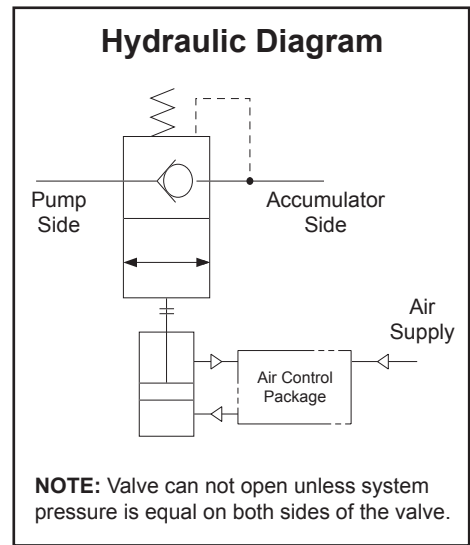 Hydraulic Diagram
Pump
Side
Accumulator
Side
Air
Supply
Air Control
Package
NOTE: Valve can not open unless system
pressure is equal on both sides of the valve.